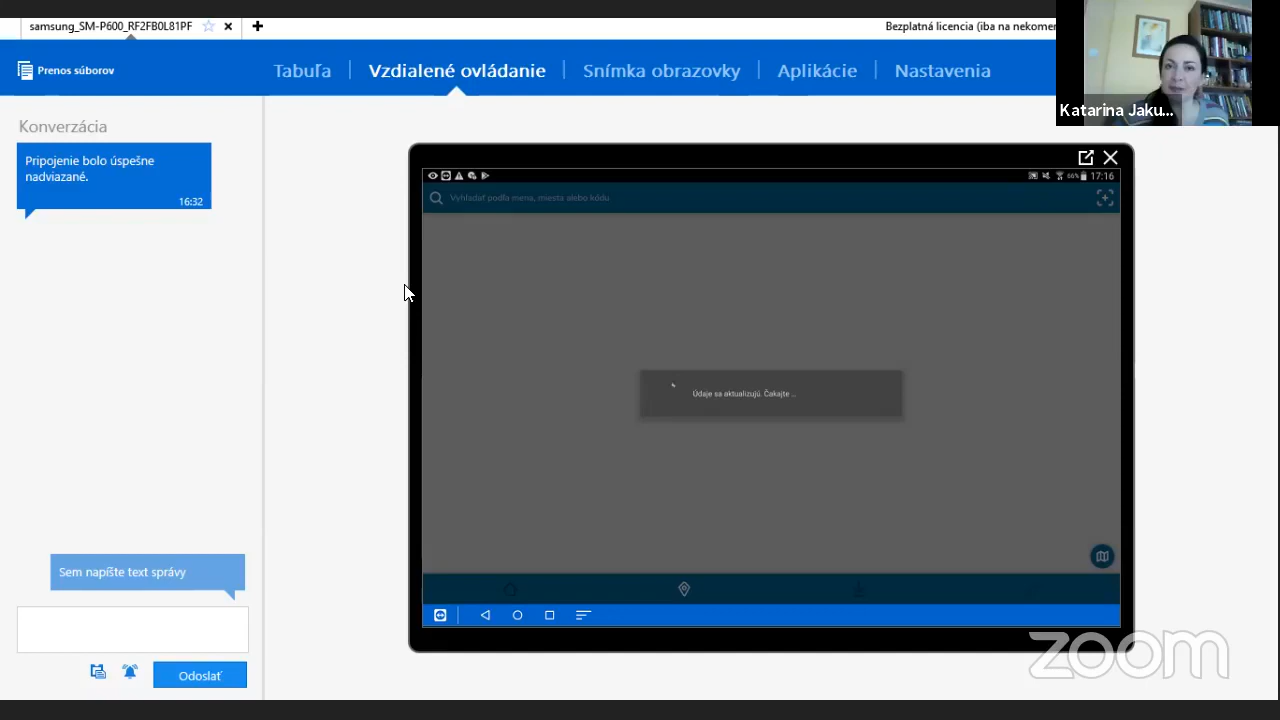 samsung_SM-P600_RF2FB0L81PF
Bezplatná licencia (iba na nekomer
Prenos súborov
Tabuľa
Vzdialené ovládanie
Snímka obrazovky
Aplikácie
Nastavenia
Katarina Jaku...
Konverzácia
Pripojenie bolo úspešne
nadviazané.
16:32
66% 17:16
Vyhľadať podľa mena, miesta alebo kódu
Údaje sa aktualizujú. Čakajte ...
Sem napíšte text správy
Odoslať
zoom